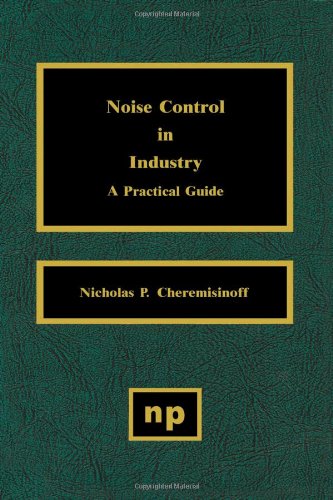 Noise Control
in
Industry
A Practical Guide
Nicholas P. Cheremisinoff
np